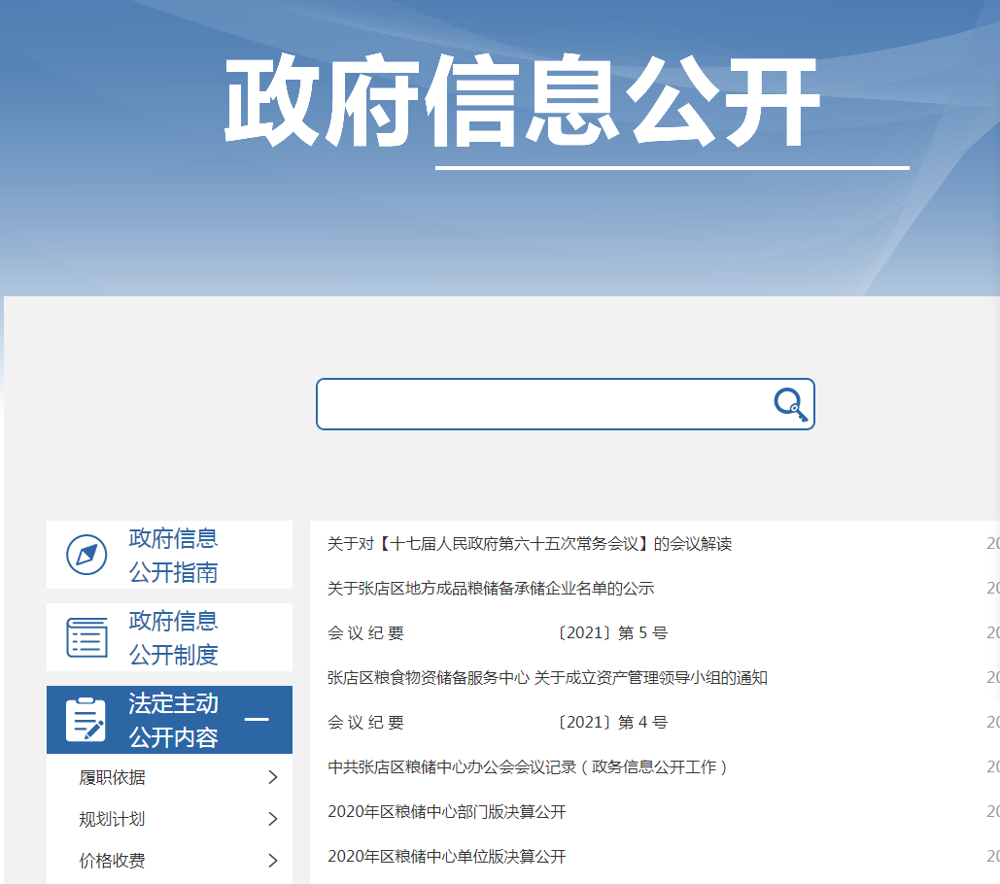 政府信息公开
政府信息
公开指南
政府信息
公开制度
法定主动
公开内容
履职依据
规划计划
价格收费
关于对【十七届人民政府第六十五次常务会议】的会议解读
20
关于张店区地方成品粮储备承储企业名单的公示
20
会 议 纪 要 〔2021〕第 5 号
20
张店区粮食物资储备服务中心 关于成立资产管理领导小组的通知
20
会 议 纪 要 〔2021〕第 4 号
20
中共张店区粮储中心办公会会议记录（政务信息公开工作）
20
2020年区粮储中心部门版决算公开
20
2020年区粮储中心单位版决算公开
20